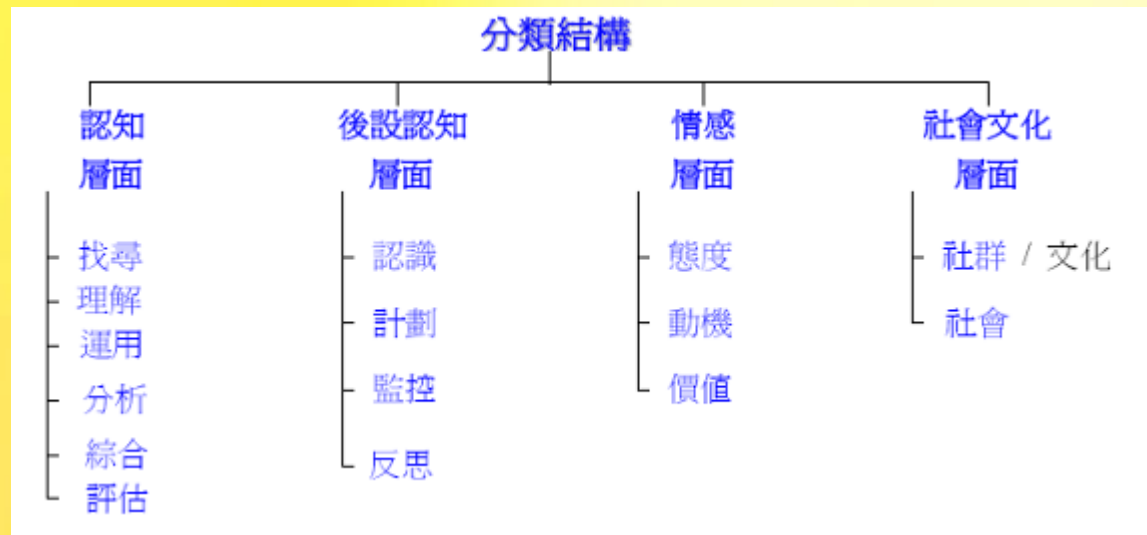 分類結構
認知
層面
找尋
理解
運用
分析
綜合
評估
後設認知
層面
認識
計劃
監控
反思
情感
層面
態度
動機
價值
社會文化
層面
社群 / 文化
社會